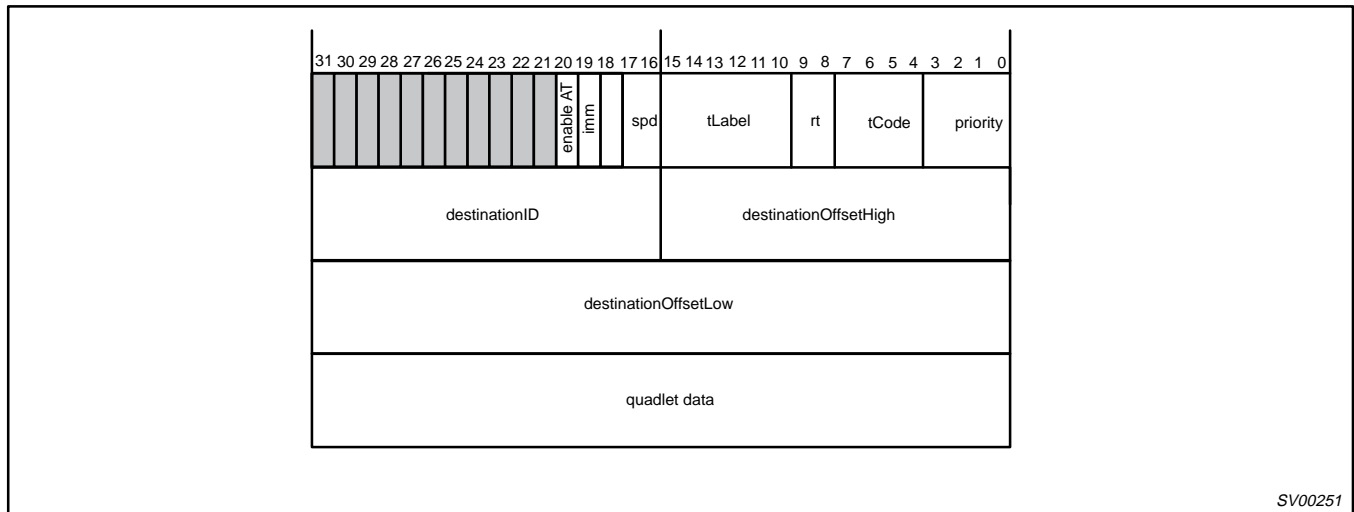 31 30 29 28 27 26 25 24 23 22 21 20 19 18 17 16 15 14 13 12 11 10 9 8 7 6 5 4 3 2 1 0
enable AT imm spd tLabel rt tCode priority
destinationID destinationOffsetHigh
destinationOffsetLow
quadlet data
SV00251